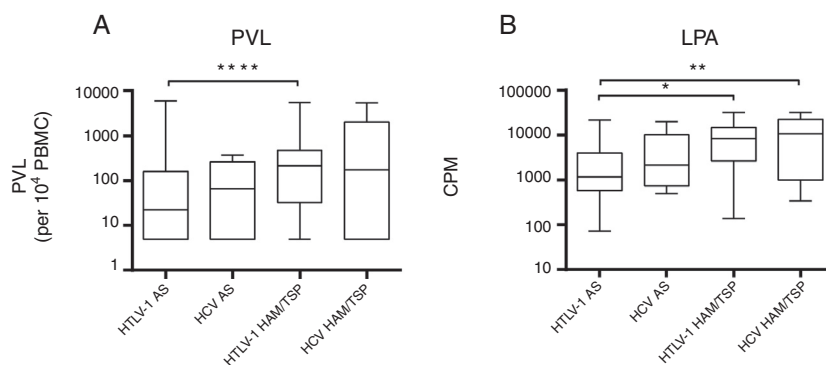 A
PVL
****
PVL
(per 10⁴ PBMC)
10000
1000
100
10
1
HTLV-1 AS
HCV AS
HTLV-1 HAM/TSP
HCV HAM/TSP
B
LPA
**
*
CPM
100000
10000
1000
100
10
HTLV-1 AS
HCV AS
HTLV-1 HAM/TSP
HCV HAM/TSP